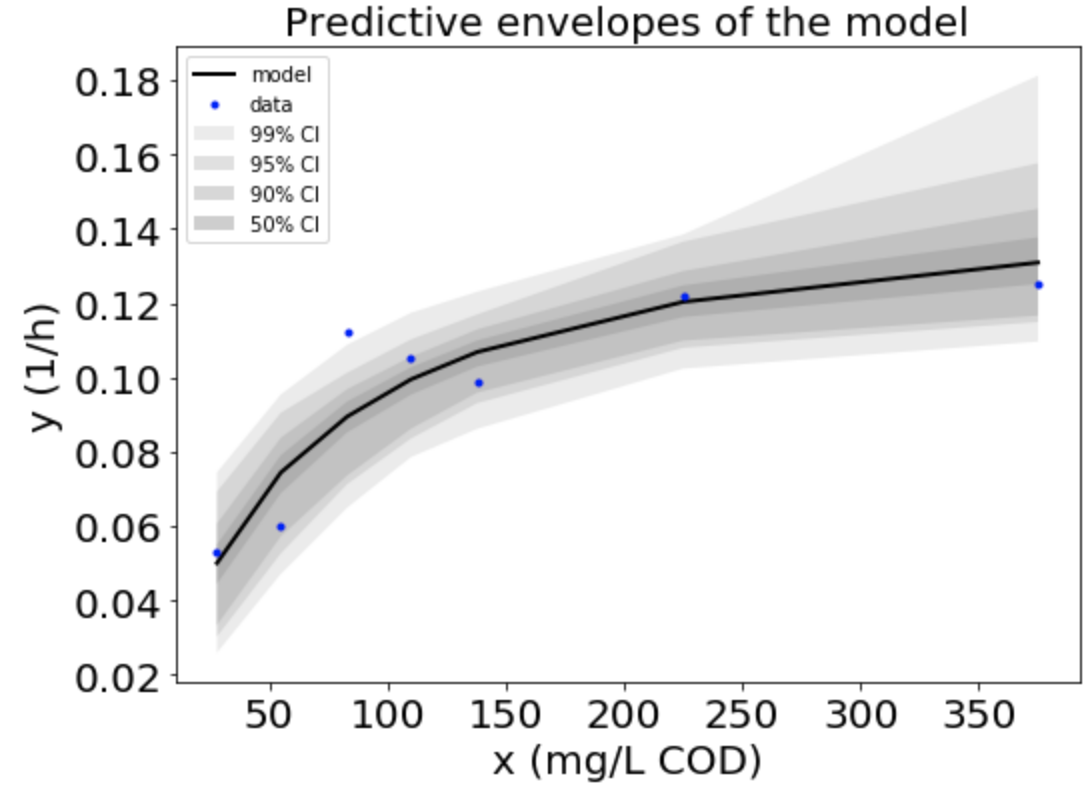 Predictive envelopes of the model
model
data
99% CI
95% CI
90% CI
50% CI
0.18
0.16
0.14
0.12
0.10
0.08
0.06
0.04
0.02
y (1/h)
50 100 150 200 250 300 350
x (mg/L COD)